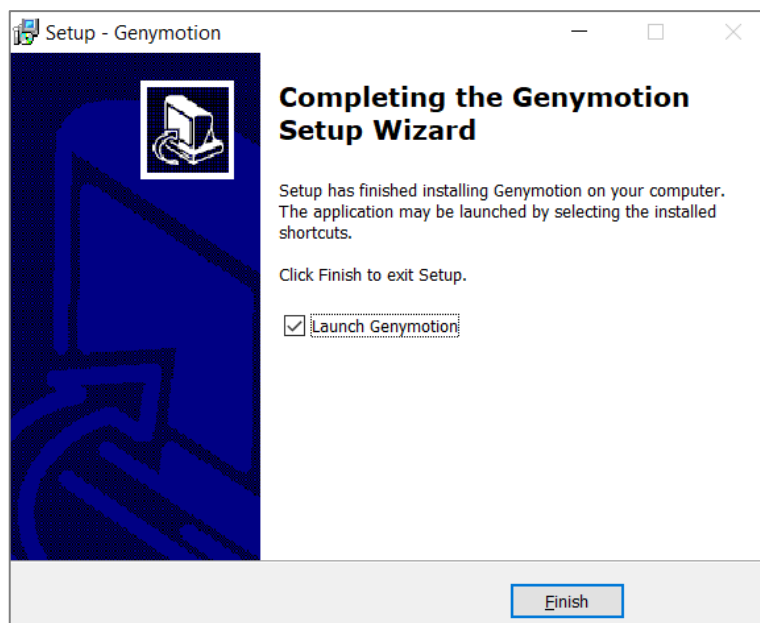 Setup - Genymotion
Completing the Genymotion
Setup Wizard
Setup has finished installing Genymotion on your computer.
The application may be launched by selecting the installed
shortcuts.
Click Finish to exit Setup.
Launch Genymotion
Finish